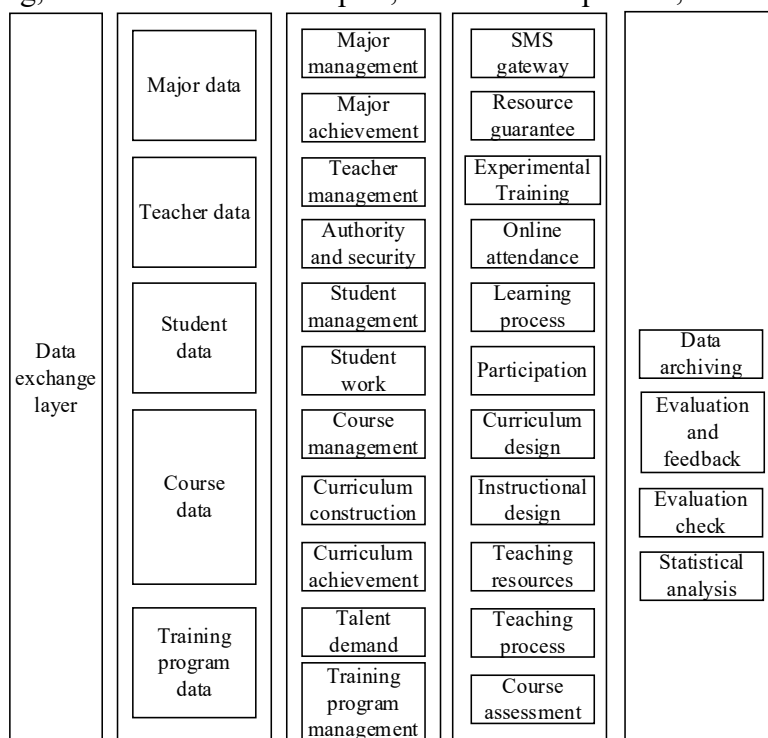 Data
exchange
layer
Major data
Teacher data
Student
data
Course
data
Training
program
data
Major
management
Major
achievement
Teacher
management
Authority
and security
Student
management
Student
work
Course
management
Curriculum
construction
Curriculum
achievement
Talent
demand
Training
program
management
SMS
gateway
Resource
guarantee
Experimental
Training
Online
attendance
Learning
process
Participation
Curriculum
design
Instructional
design
Teaching
resources
Teaching
process
Course
assessment
Data
archiving
Evaluation
and
feedback
Evaluation
check
Statistical
analysis